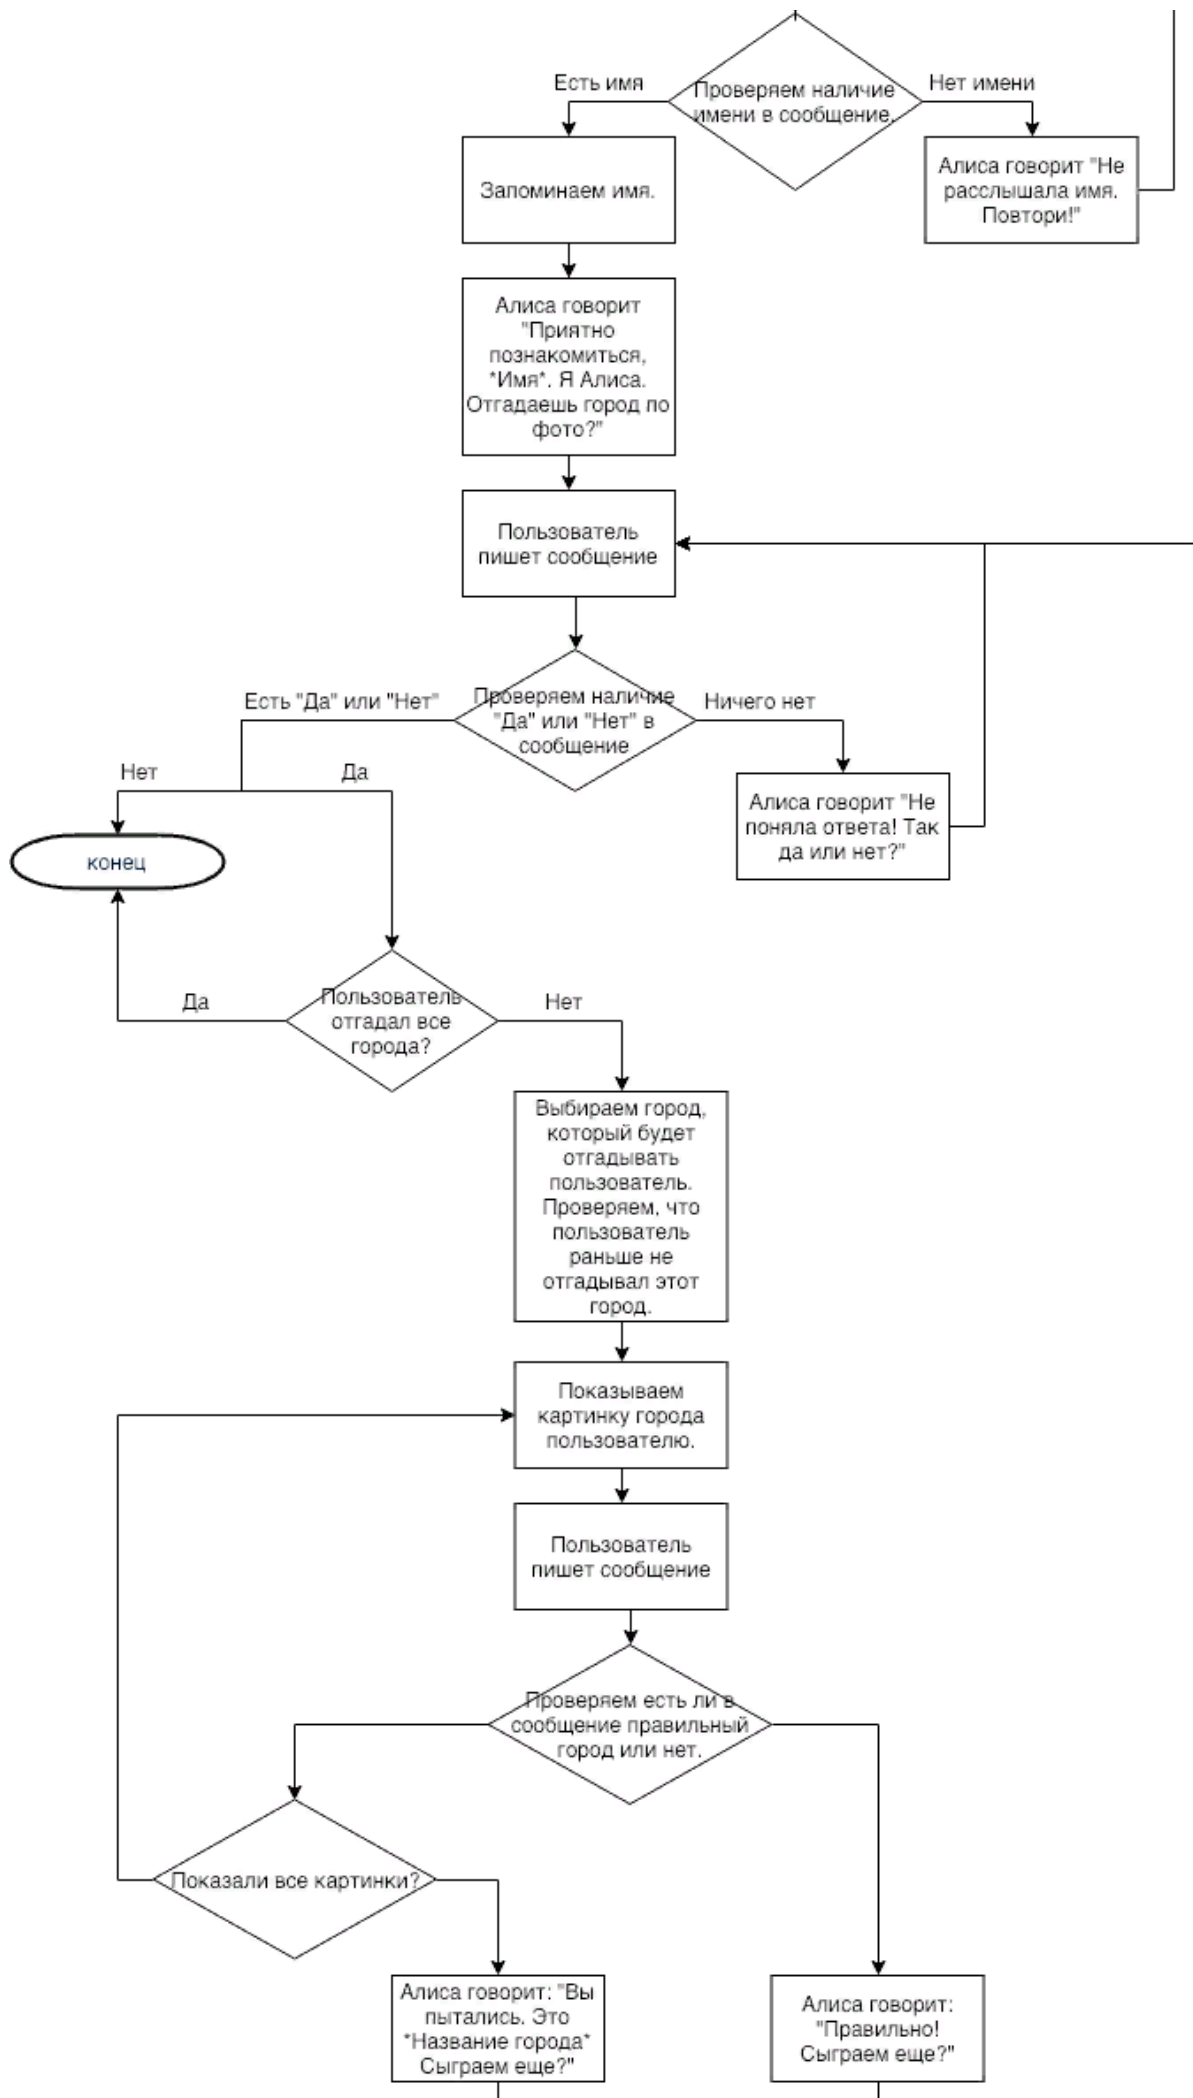 Есть имя
Проверяем наличие
имени в сообщение.
Нет имени
Запоминаем имя.
Алиса говорит "Не
расслышала имя.
Повтори!"
Алиса говорит
"Приятно
познакомиться,
*Имя*. Я Алиса.
Отгадаешь город по
фото?"
Пользователь
пишет сообщение
Есть "Да" или "Нет"
Проверяем наличие
"Да" или "Нет" в
сообщение
Ничего нет
Нет
Да
Алиса говорит "Не
поняла ответа! Так
да или нет?"
конец
Да
Пользователь
отгадал все
города?
Нет
Выбираем город,
который будет
отгадывать
пользователь.
Проверяем, что
пользователь
раньше не
отгадывал этот
город.
Показываем
картинку города
пользователю.
Пользователь
пишет сообщение
Проверяем есть ли в
сообщение правильный
город или нет.
Показали все картинки?
Алиса говорит: "Вы
пытались. Это
*Название города*
Сыграем еще?"
Алиса говорит:
"Правильно!
Сыграем еще?"